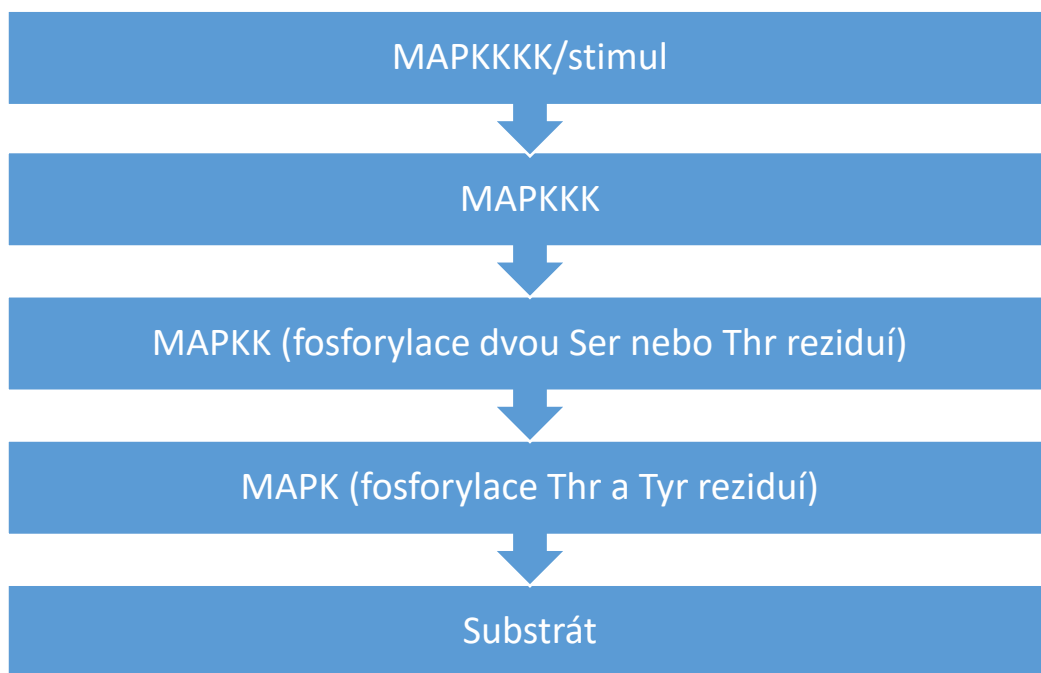 MAPKKKK/stimul
MAPKKK
MAPKK (fosforylace dvou Ser nebo Thr reziduí)
MAPK (fosforylace Thr a Tyr reziduí)
Substrát